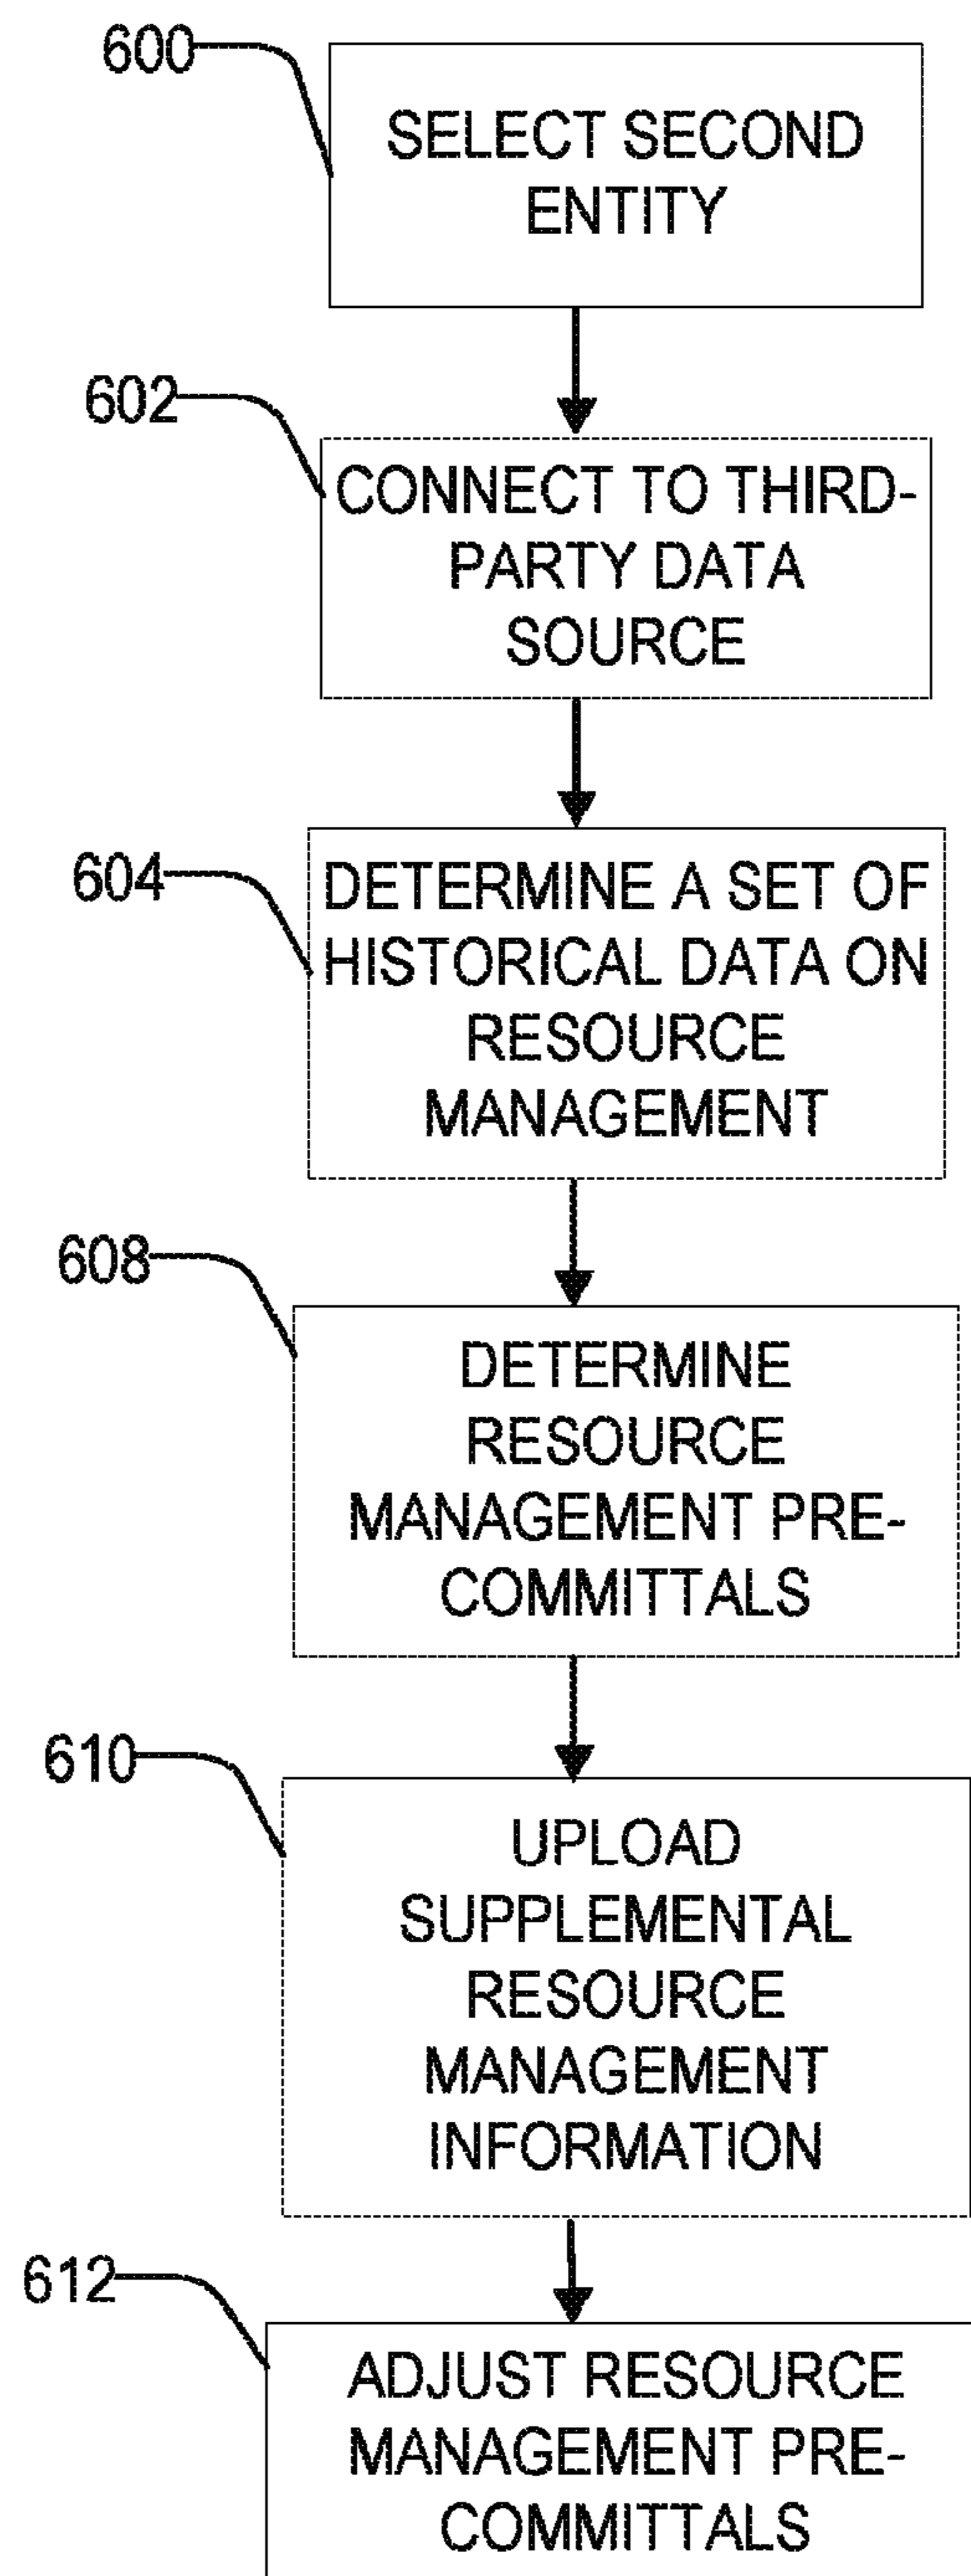 600
SELECT SECOND
ENTITY
602
CONNECT TO THIRD-
PARTY DATA
SOURCE
604
DETERMINE A SET OF
HISTORICAL DATA ON
RESOURCE
MANAGEMENT
608
DETERMINE
RESOURCE
MANAGEMENT PRE-
COMMITTALS
610
UPLOAD
SUPPLEMENTAL
RESOURCE
MANAGEMENT
INFORMATION
612
ADJUST RESOURCE
MANAGEMENT PRE-
COMMITTALS